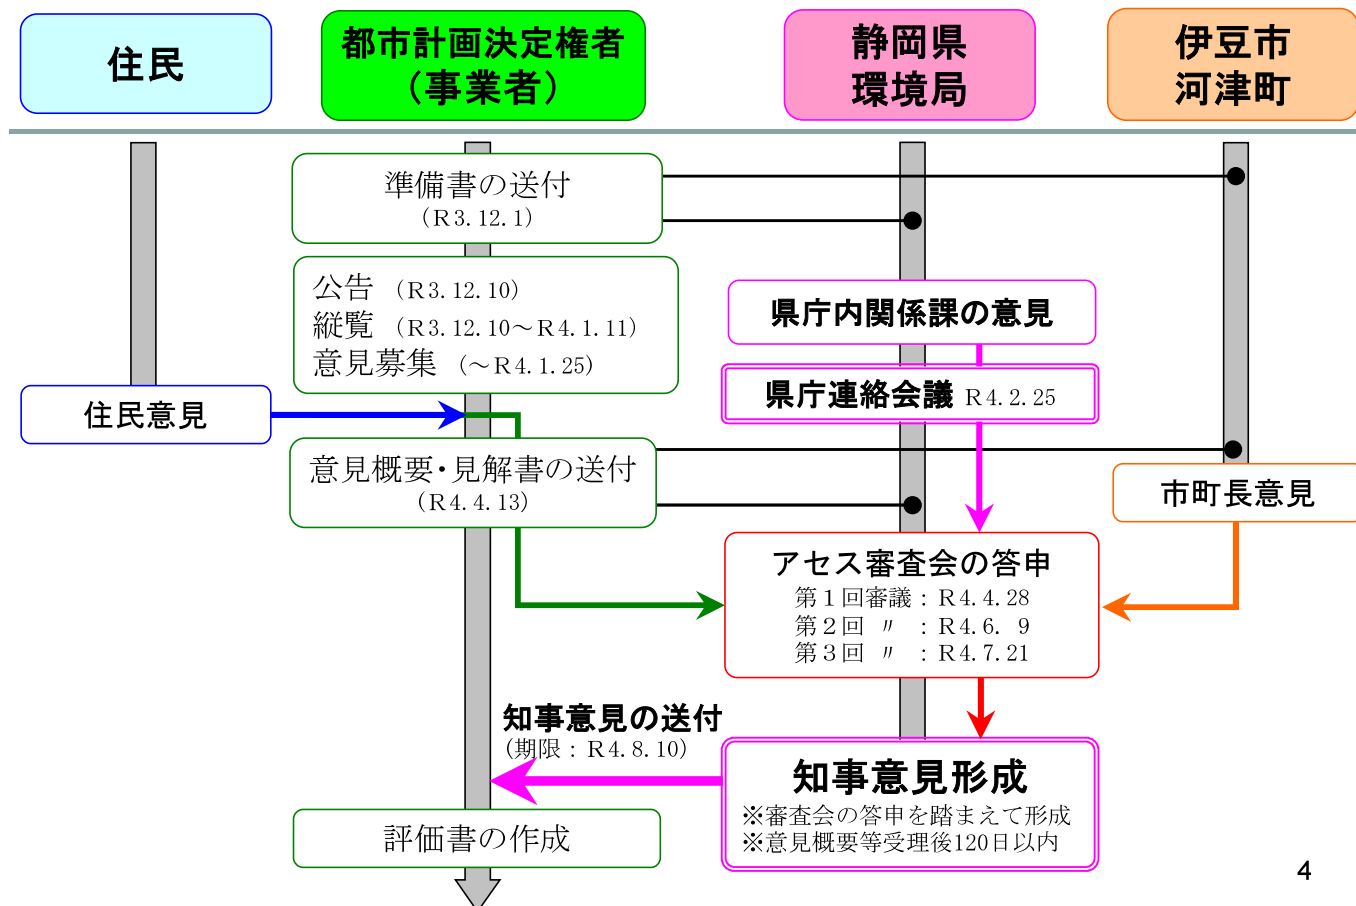 住民
都市計画決定権者
（事業者）
静岡県
環境局
伊豆市
河津町
準備書の送付
（R3.12.1）
公告 （R3.12.10）
縦覧 （R3.12.10～R4.1.11）
意見募集 （～R4.1.25）
県庁内関係課の意見
県庁連絡会議 R4.2.25
住民意見
意見概要・見解書の送付
（R4.4.13）
市町長意見
アセス審査会の答申
第１回審議：R4.4.28
第２回 〃 ：R4.6. 9
第３回 〃 ：R4.7.21
知事意見の送付
(期限：R4.8.10)
知事意見形成
※審査会の答申を踏まえて形成
※意見概要等受理後120日以内
評価書の作成
4